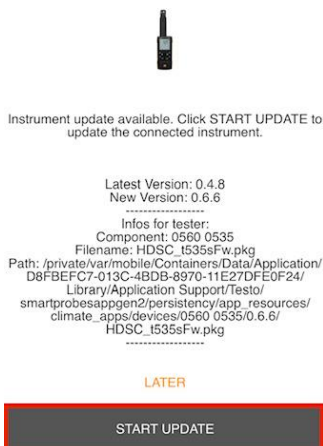 Instrument update available. Click START UPDATE to
update the connected instrument.
Latest Version: 0.4.8
New Version: 0.6.6
------------------
Infos for tester:
Component: 0560 0535
Filename: HDSC_t535sFw.pkg
Path: /private/var/mobile/Containers/Data/Application/
D8FBEFC7-013C-4BDB-8970-11E27DFE0F24/
Library/Application Support/Testo/
smartprobesappgen2/persistency/app_resources/
climate_apps/devices/0560 0535/0.6.6/
HDSC_t535sFw.pkg
------------------
LATER
START UPDATE